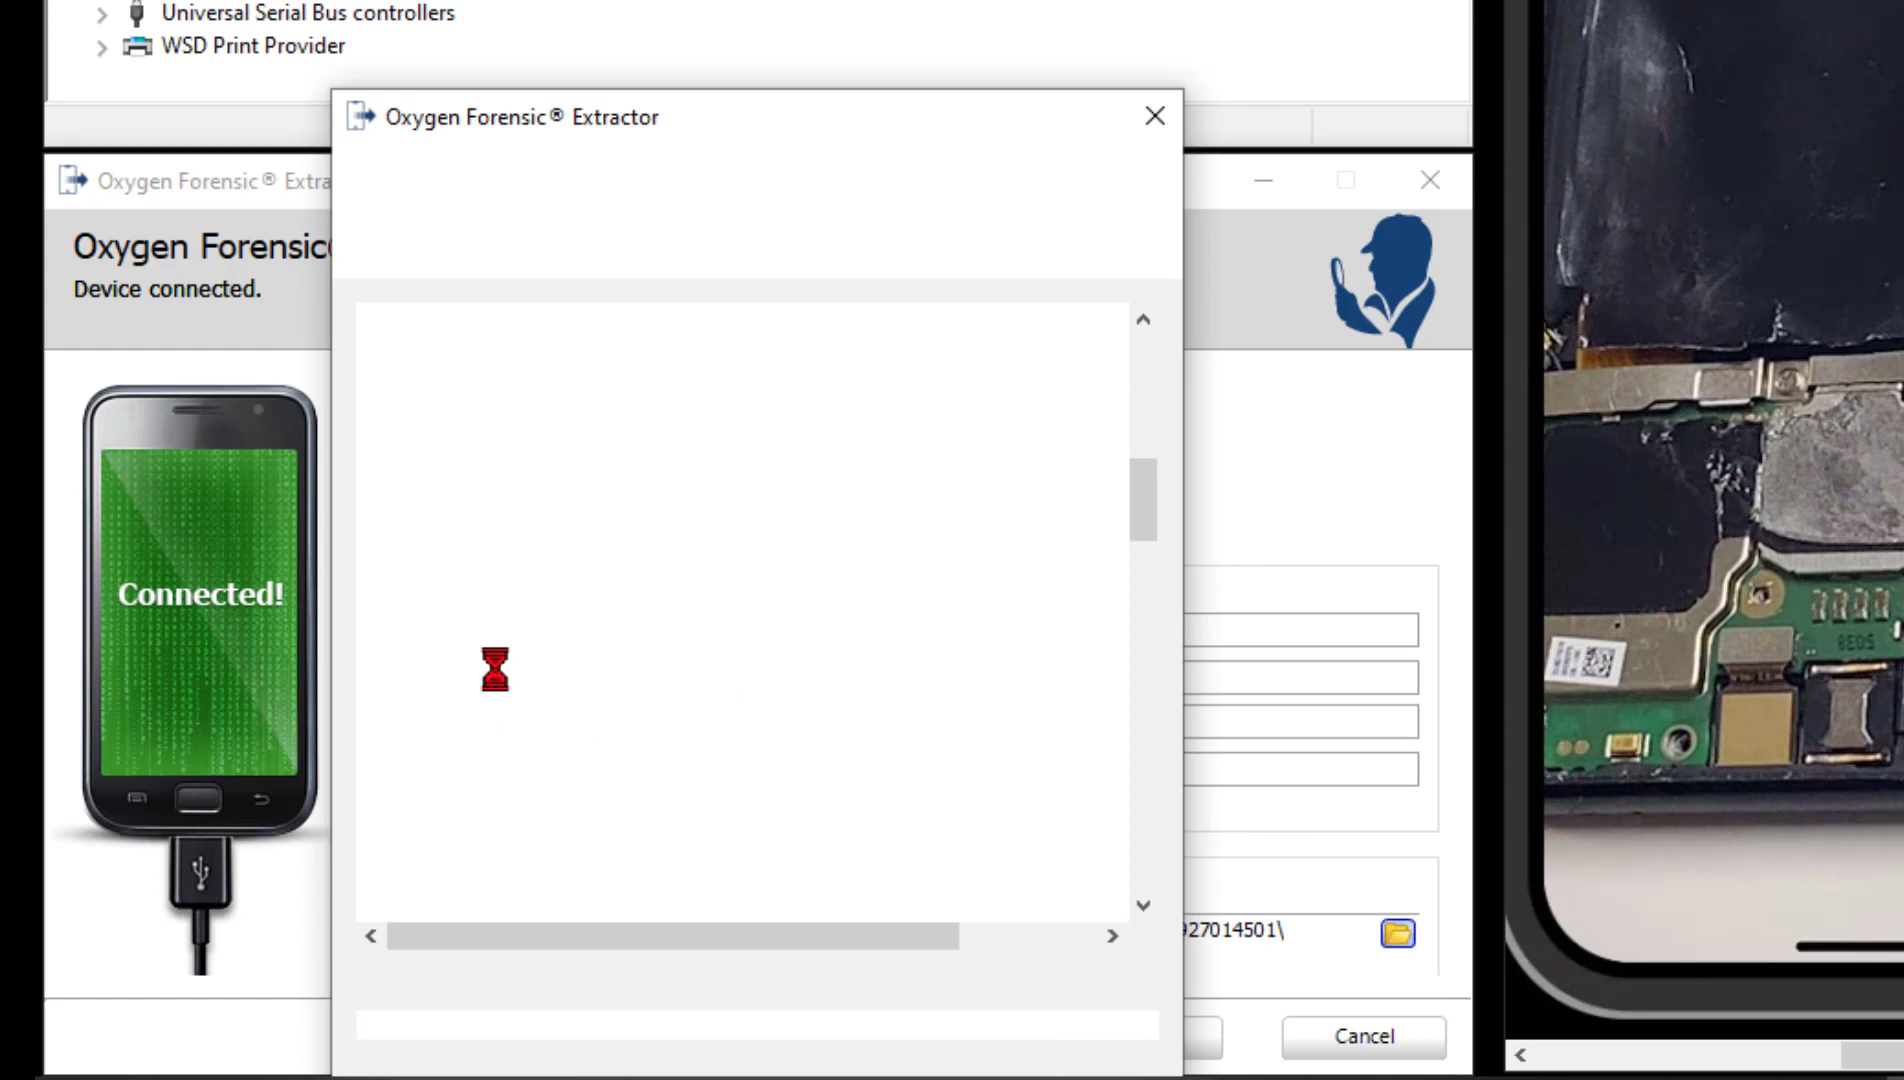 Universal Serial Bus controllers
WSD Print Provider
Oxygen Forensic® Extractor
Oxygen Forensic® Extra
Oxygen Forensic
Device connected.
Connected!
927014501\
Cancel